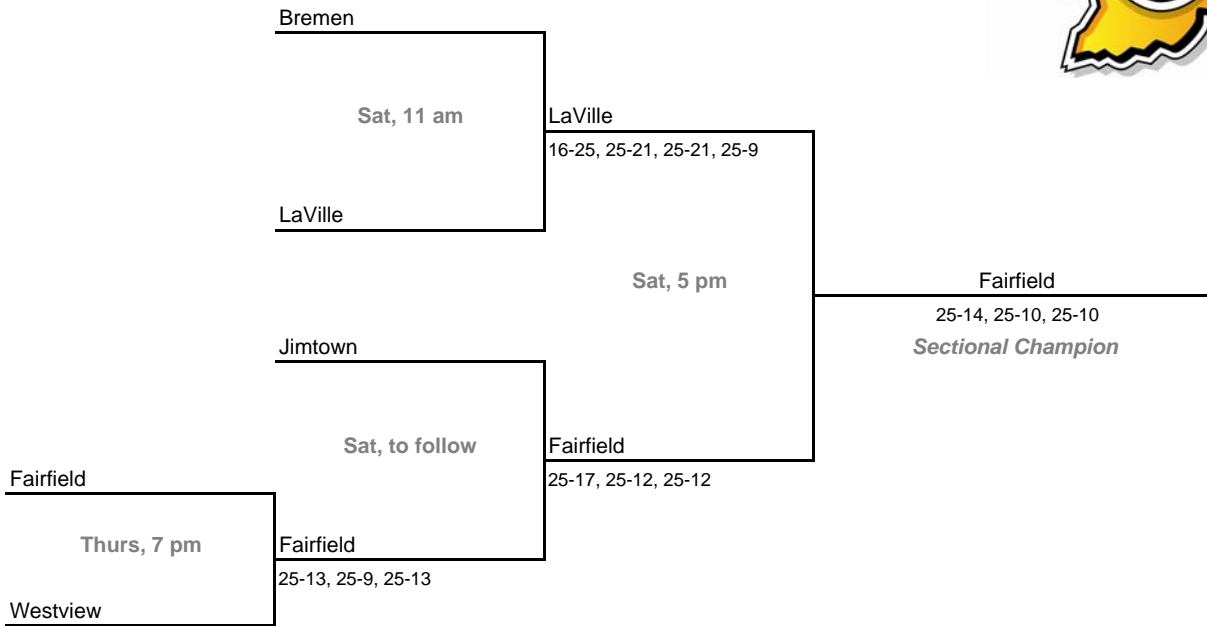 Bremen
Sat, 11 am
LaVille
16-25, 25-21, 25-21, 25-9
LaVille
Sat, 5 pm
Fairfield
25-14, 25-10, 25-10
Sectional Champion
Jimtown
Sat, to follow
Fairfield
25-17, 25-12, 25-12
Fairfield
Thurs, 7 pm
Fairfield
25-13, 25-9, 25-13
Westview